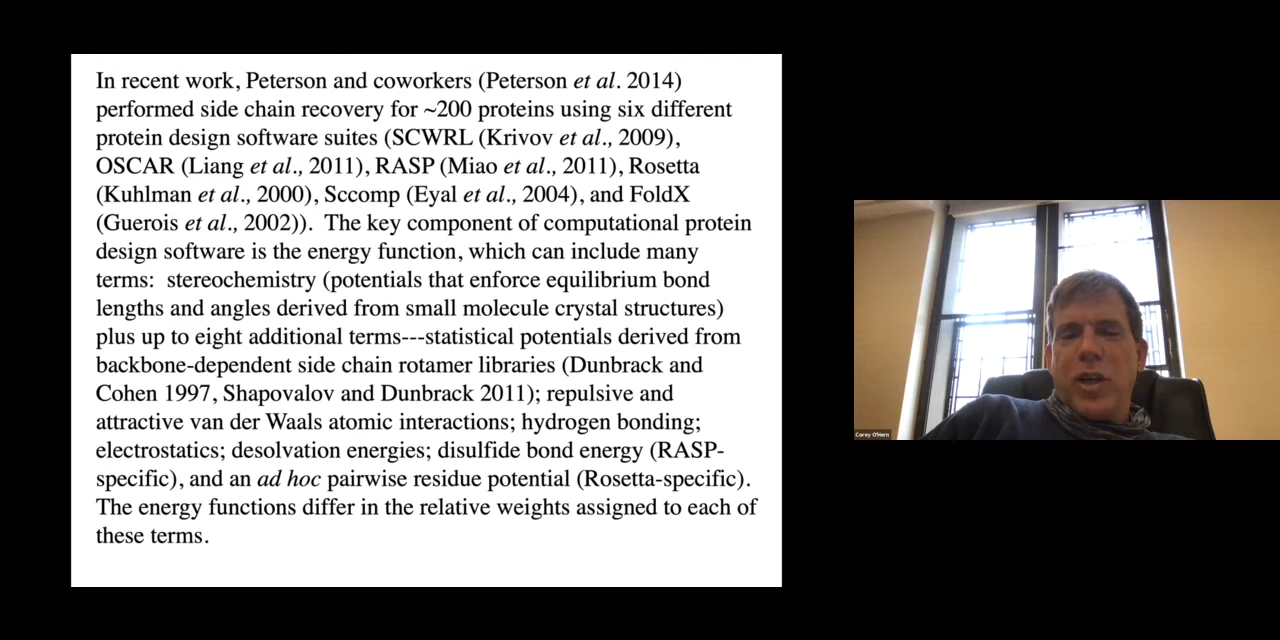 In recent work, Peterson and coworkers (Peterson et al. 2014)
performed side chain recovery for ~200 proteins using six different
protein design software suites (SCWRL (Krivov et al., 2009),
OSCAR (Liang et al., 2011), RASP (Miao et al., 2011), Rosetta
(Kuhlman et al., 2000), Sccomp (Eyal et al., 2004), and FoldX
(Guerois et al., 2002)).  The key component of computational protein
design software is the energy function, which can include many
terms:  stereochemistry (potentials that enforce equilibrium bond
lengths and angles derived from small molecule crystal structures)
plus up to eight additional terms---statistical potentials derived from
backbone-dependent side chain rotamer libraries (Dunbrack and
Cohen 1997, Shapovalov and Dunbrack 2011); repulsive and
attractive van der Waals atomic interactions; hydrogen bonding;
electrostatics; desolvation energies; disulfide bond energy (RASP-
specific), and an ad hoc pairwise residue potential (Rosetta-specific).
The energy functions differ in the relative weights assigned to each of
these terms.
Corey O'Hern